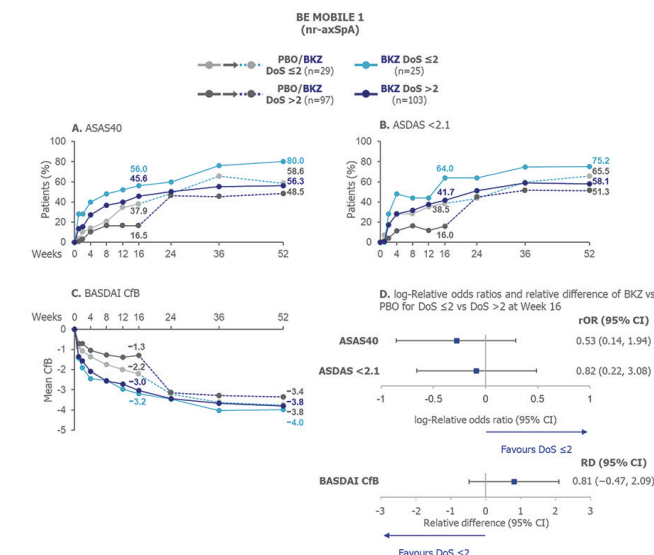 BE MOBILE 1
(nr-axSpA)
PBO/BKZ
DoS ≤2 (n=29)
BKZ DoS ≤2
(n=25)
PBO/BKZ
DoS >2 (n=97)
BKZ DoS >2
(n=103)
A. ASAS40
Patients (%)
100
80
60
40
20
0
56.0
45.6
37.9
16.5
80.0
58.6
56.3
48.5
Weeks 0 4 8 12 16 24 36 52
B. ASDAS <2.1
Patients (%)
100
80
60
40
20
0
64.0
41.7
38.5
16.0
75.2
65.5
58.1
51.3
0 4 8 12 16 24 36 52
C. BASDAI CfB
Weeks 0 4 8 12 16 24 36 52
Mean CfB
0
-1
-2
-3
-4
-5
−1.3
−2.2
−3.0
−3.2
−3.4
−3.8
−3.8
−4.0
D. log-Relative odds ratios and relative difference of BKZ vs
PBO for DoS ≤2 vs DoS >2 at Week 16
rOR (95% CI)
ASAS40 0.53 (0.14, 1.94)
ASDAS <2.1 0.82 (0.22, 3.08)
-1 -0.5 0 0.5 1
log-Relative odds ratio (95% CI)
Favours DoS ≤2
RD (95% CI)
BASDAI CfB 0.81 (−0.47, 2.09)
-3 -2 -1 0 1 2 3
Relative difference (95% CI)
Favours DoS ≤2